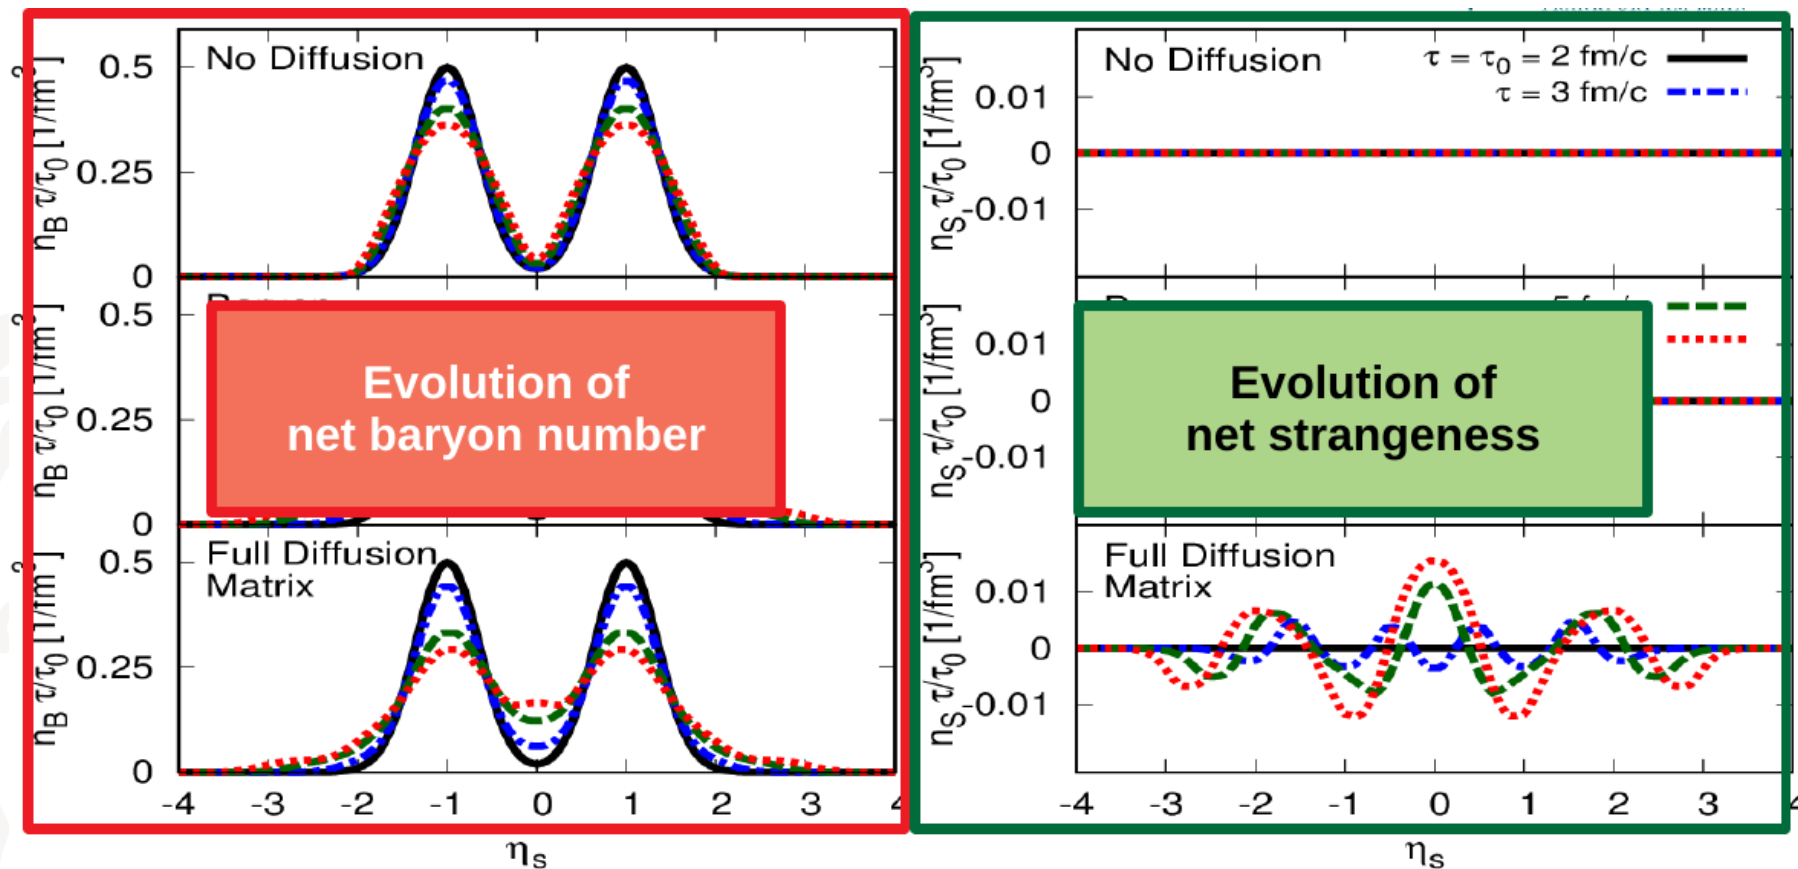 No Diffusion
n_B τ/τ_0 [1/fm^3]
0.5
0.25
0
n_B τ/τ_0 [1/fm^3]
0.5
0.25
0
Evolution of
net baryon number
Full Diffusion
Matrix
n_B τ/τ_0 [1/fm^3]
0.5
0.25
0
-4 -3 -2 -1 0 1 2 3 4
η_s
No Diffusion
τ = τ_0 = 2 fm/c
τ = 3 fm/c
n_S τ/τ_0 [1/fm^3]
0.01
0
-0.01
n_S τ/τ_0 [1/fm^3]
0.01
0
-0.01
Evolution of
net strangeness
Full Diffusion
Matrix
n_S τ/τ_0 [1/fm^3]
0.01
0
-0.01
-4 -3 -2 -1 0 1 2 3 4
η_s